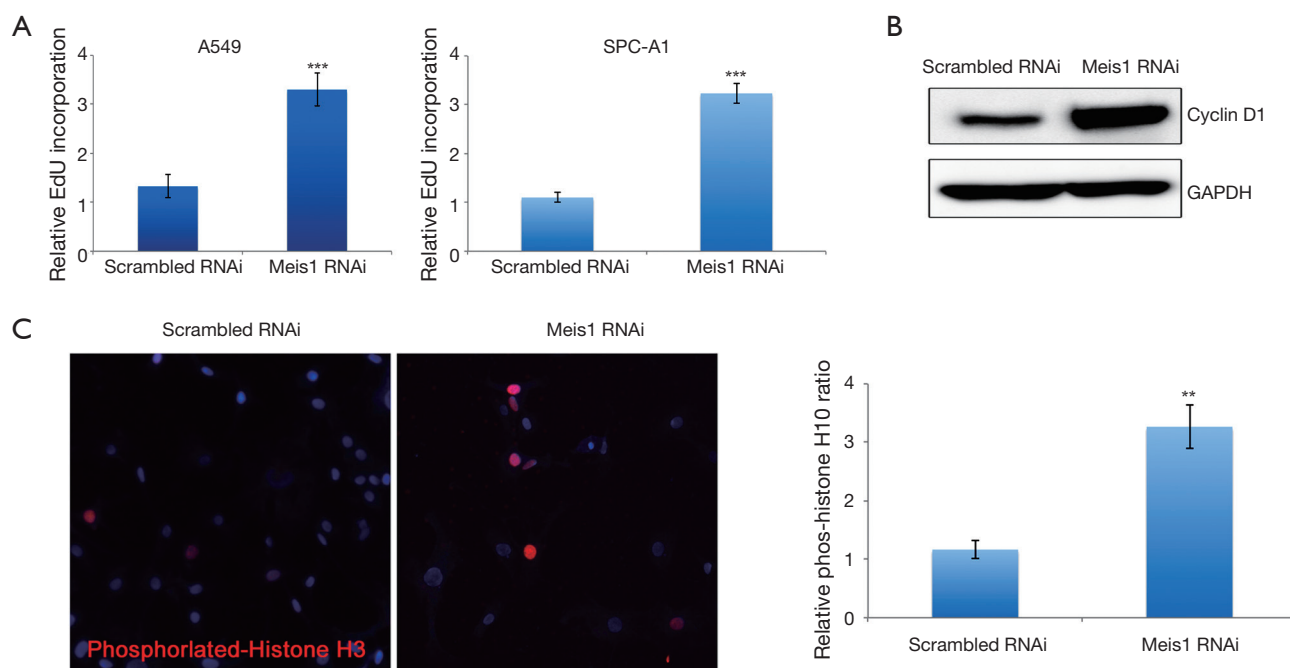 A
A549
Relative EdU incorporation
4
3
2
1
0
***
Scrambled RNAi
Meis1 RNAi
SPC-A1
Relative EdU incorporation
4
3
2
1
0
***
Scrambled RNAi
Meis1 RNAi
B
Scrambled RNAi
Meis1 RNAi
Cyclin D1
GAPDH
C
Scrambled RNAi
Meis1 RNAi
Phosphorlated-Histone H3
Relative phos-histone H10 ratio
4
3
2
1
0
**
Scrambled RNAi
Meis1 RNAi